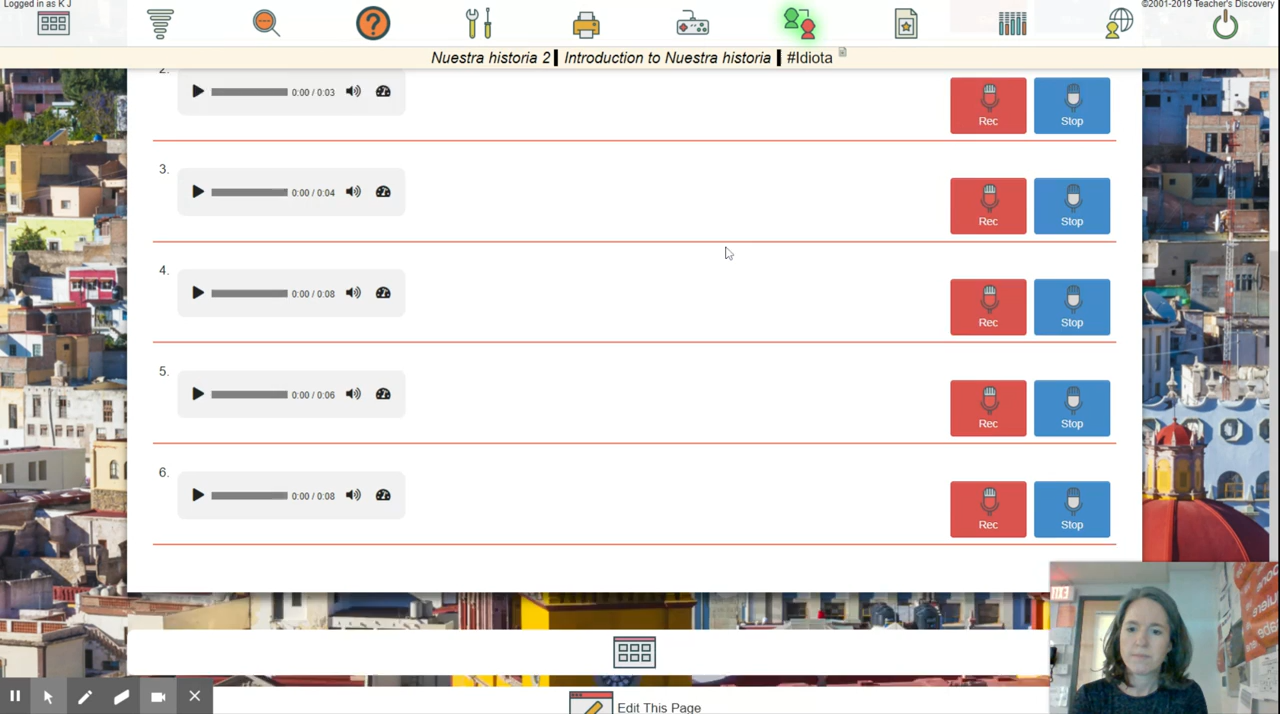 Logged in as K J
©2001-2019 Teacher's Discovery
Nuestra historia 2 | Introduction to Nuestra historia | #Idiota
2.
0:00 / 0:03
Rec
Stop
3.
0:00 / 0:04
Rec
Stop
4.
0:00 / 0:08
Rec
Stop
5.
0:00 / 0:06
Rec
Stop
6.
0:00 / 0:08
Rec
Stop
Edit This Page